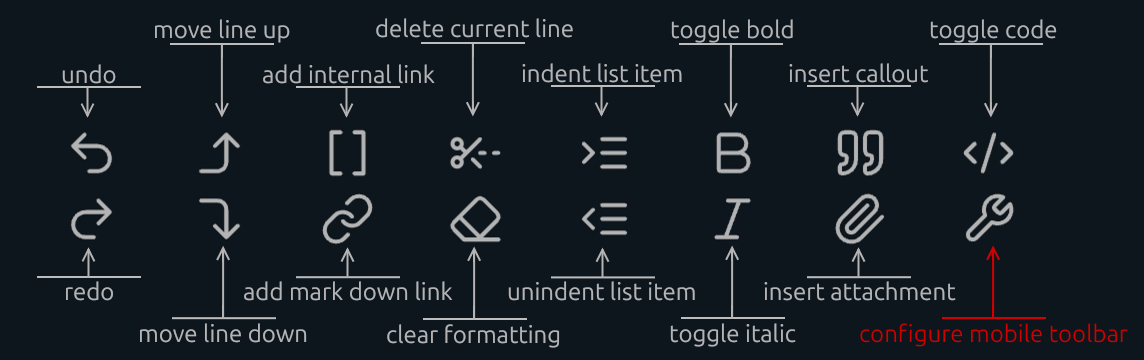 move line up
delete current line
toggle bold
toggle code
undo
add internal link
indent list item
insert callout
redo
add mark down link
unindent list item
insert attachment
move line down
clear formatting
toggle italic
configure mobile toolbar